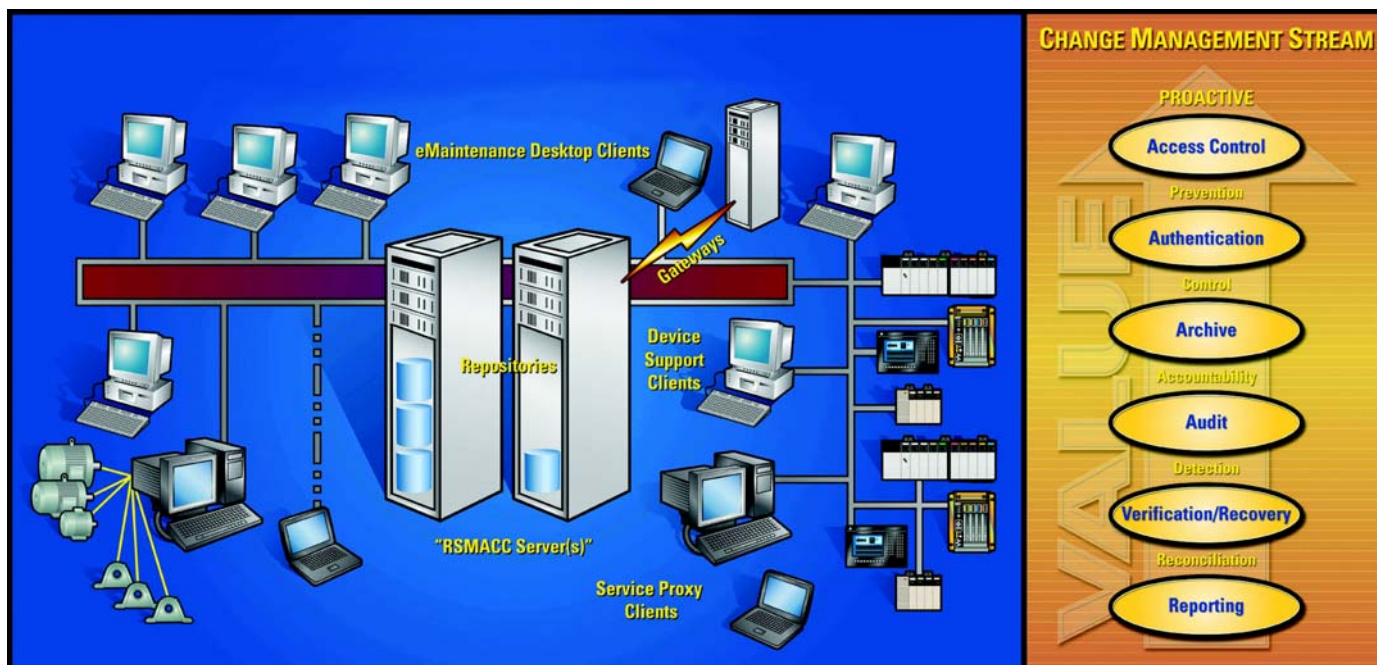 eMaintenance Desktop Clients
Gateways
Repositories
Device
Support
Clients
"RSMACC Server(s)"
Service Proxy
Clients
CHANGE MANAGEMENT STREAM
PROACTIVE
Access Control
Prevention
Authentication
Control
Archive
Accountability
Audit
Detection
Verification/Recovery
Reconciliation
Reporting
VALUE